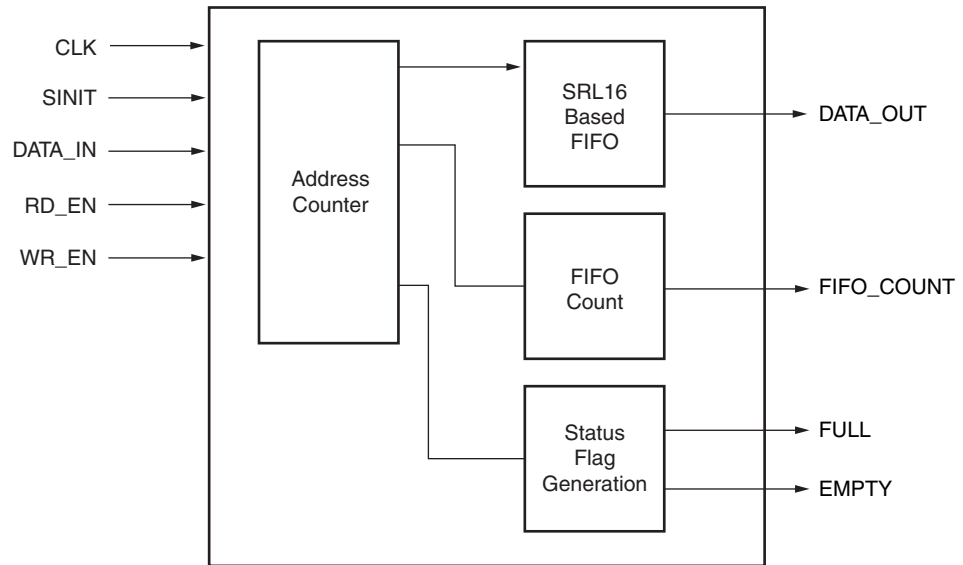 CLK
SINIT
DATA_IN
RD_EN
WR_EN
Address
Counter
SRL16
Based
FIFO
FIFO
Count
Status
Flag
Generation
DATA_OUT
FIFO_COUNT
FULL
EMPTY